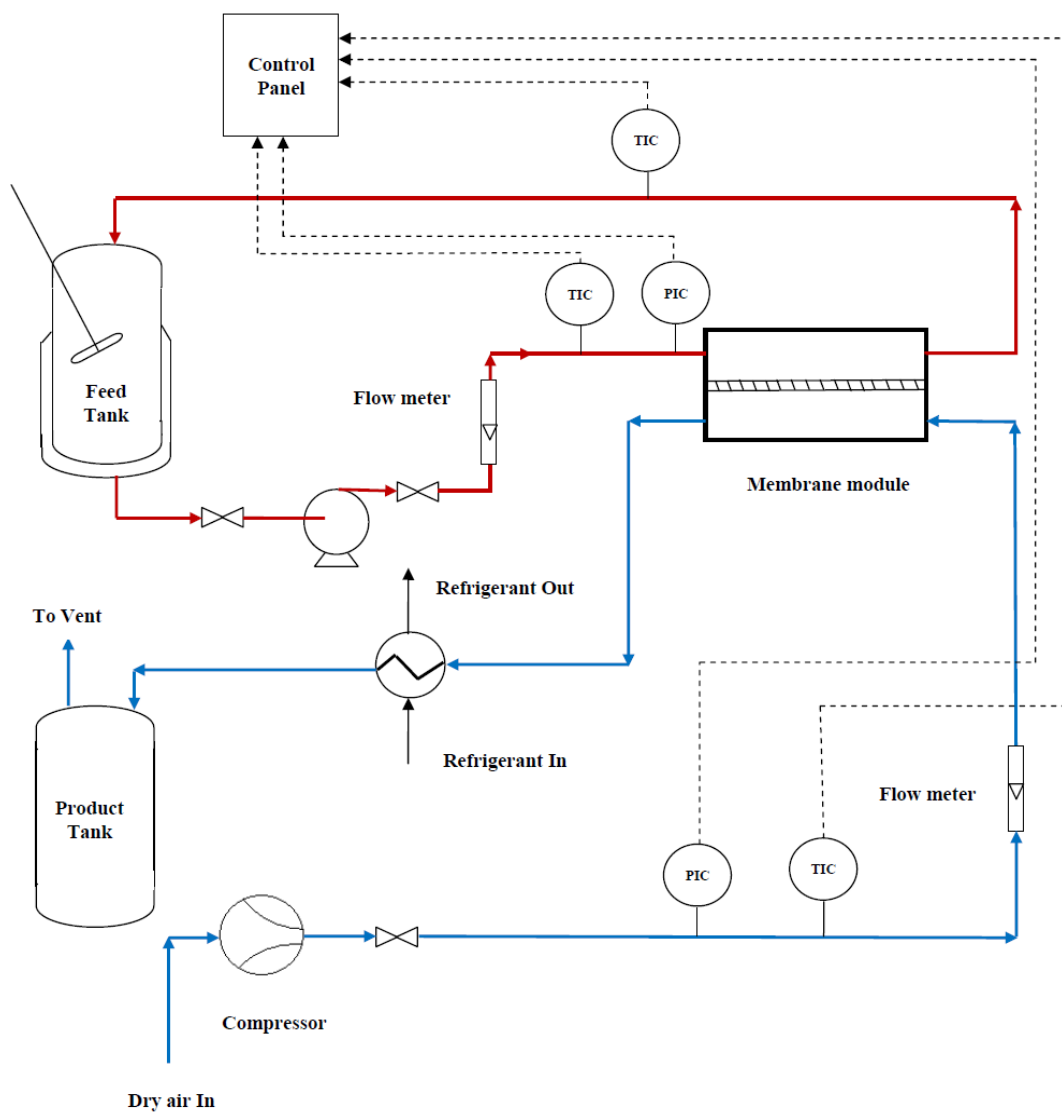 Control
Panel
TIC
TIC
PIC
Feed
Tank
Flow meter
Membrane module
Refrigerant Out
To Vent
Refrigerant In
Product
Tank
Flow meter
PIC
TIC
Compressor
Dry air In